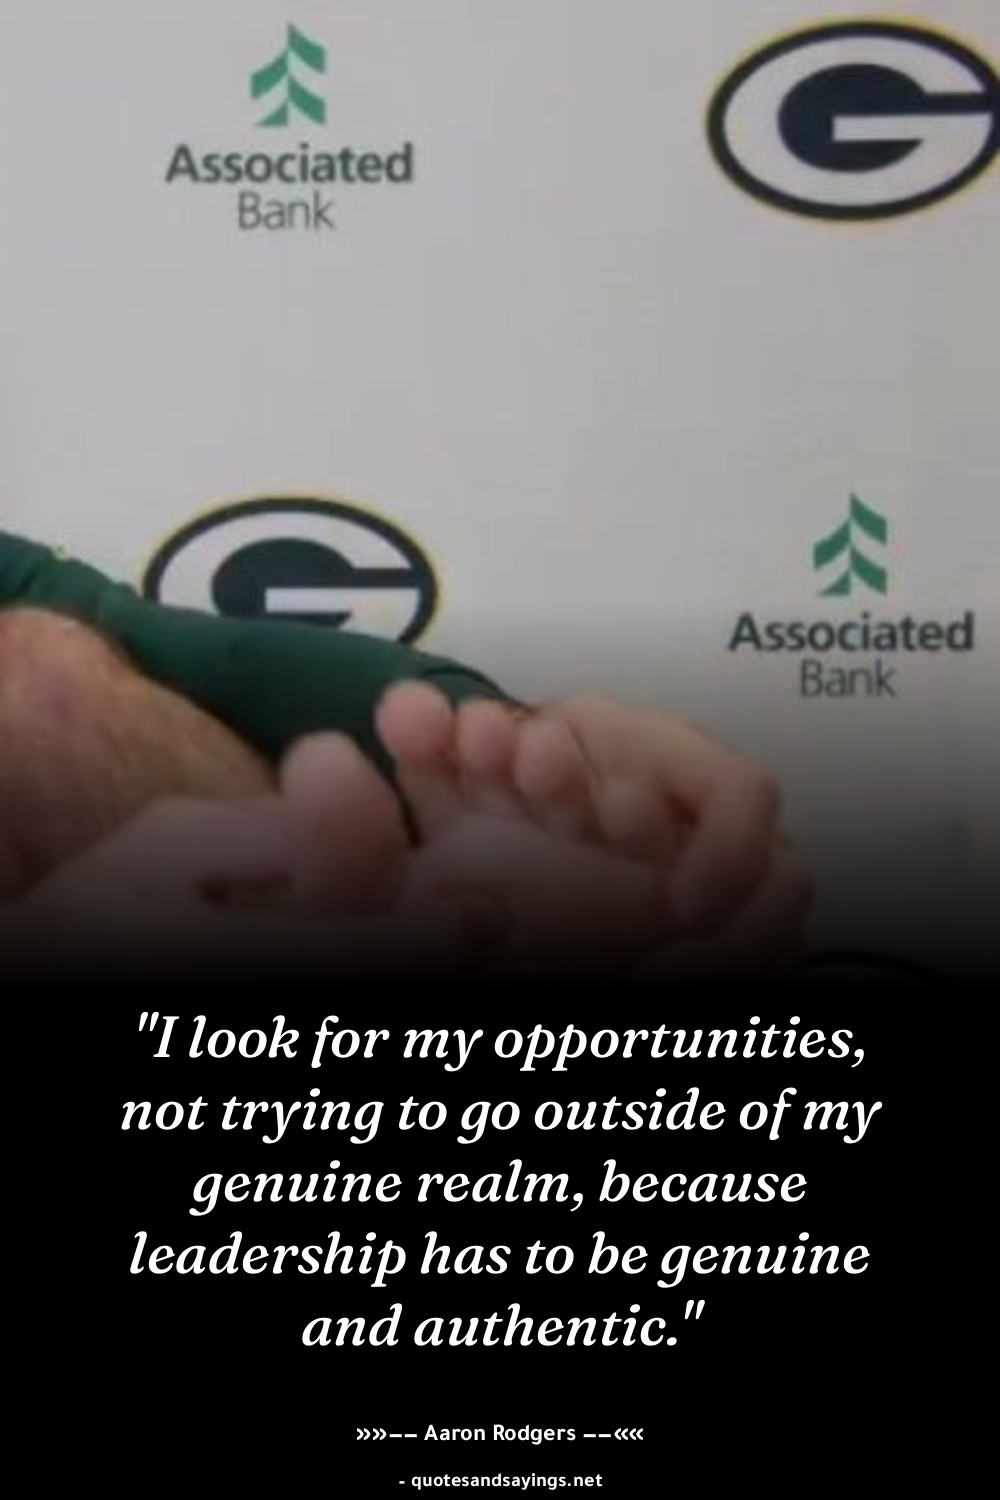 Associated
Bank
G
G
Associated
Bank
"I look for my opportunities,
not trying to go outside of my
genuine realm, because
leadership has to be genuine
and authentic."
»»–– Aaron Rodgers ––««
- quotesandsayings.net